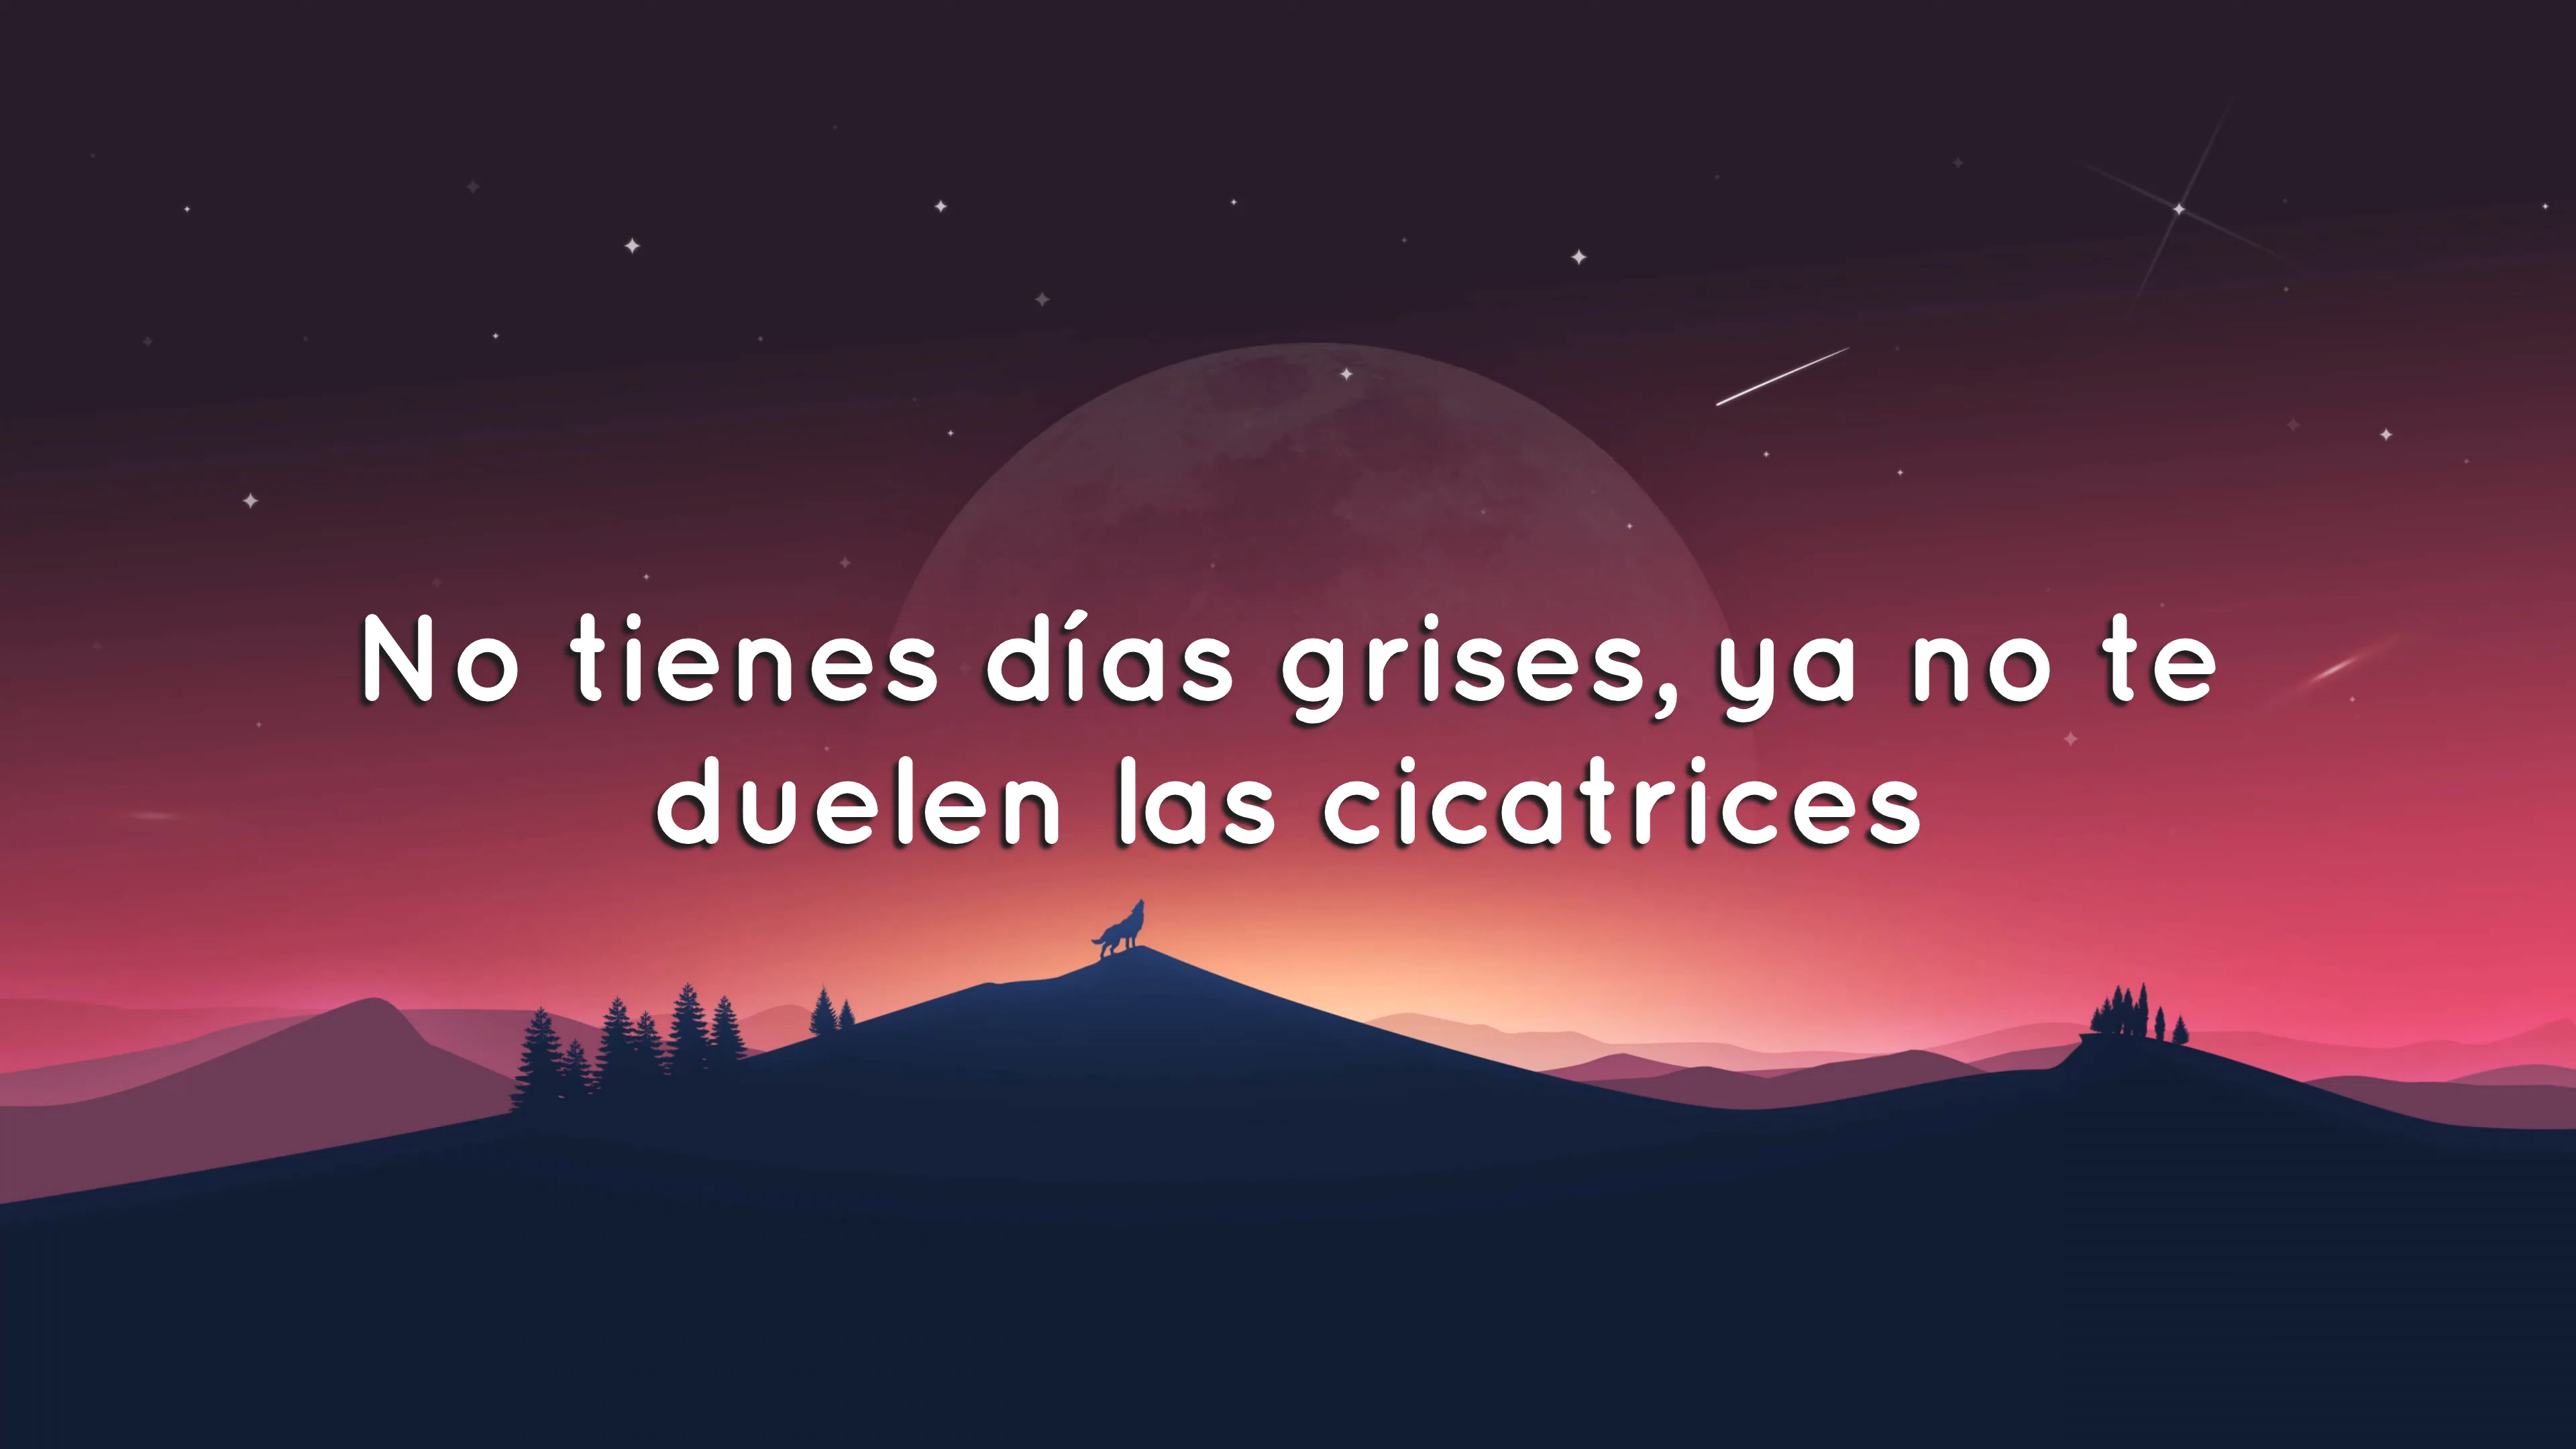 No tienes días grises, ya no te
duelen las cicatrices